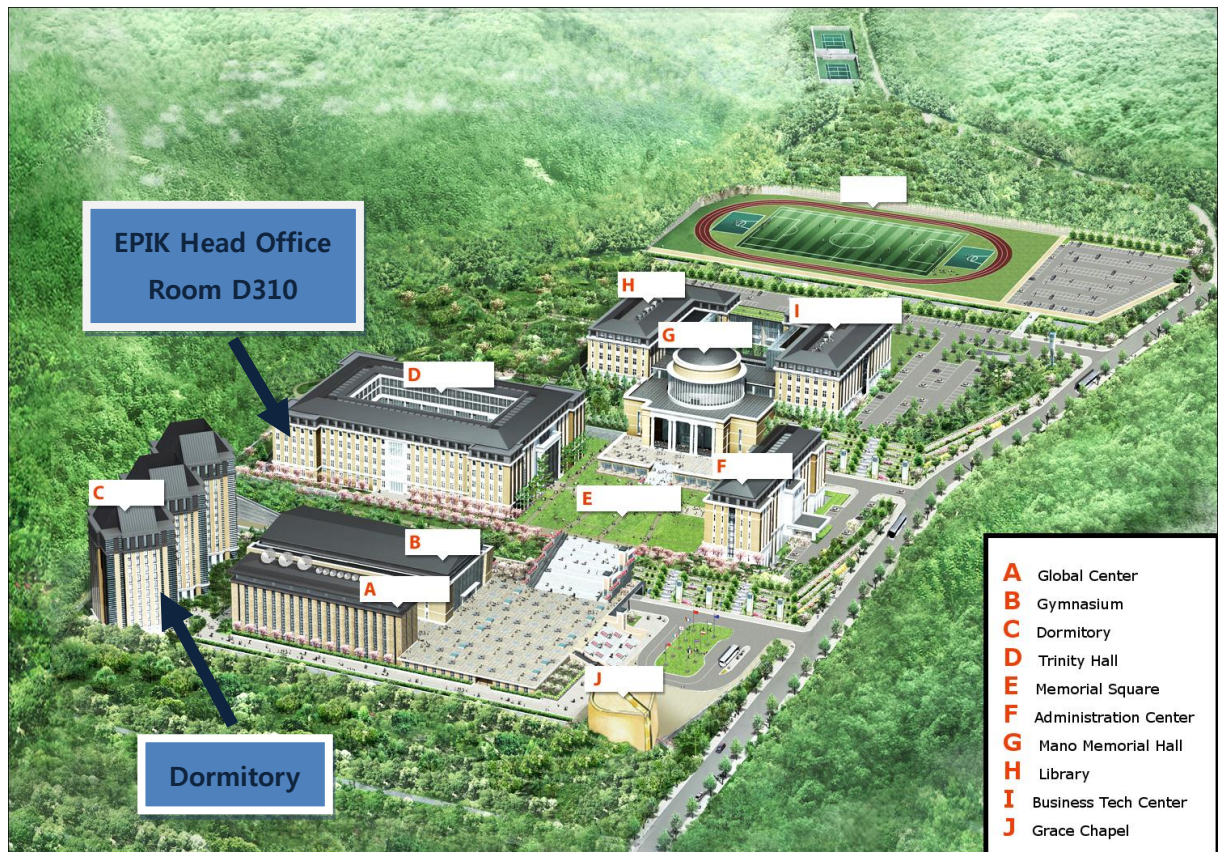 EPIK Head Office
Room D310
H
I
G
D
F
C
E
B
A
J
Dormitory
A Global Center
B Gymnasium
C Dormitory
D Trinity Hall
E Memorial Square
F Administration Center
G Mano Memorial Hall
H Library
I Business Tech Center
J Grace Chapel